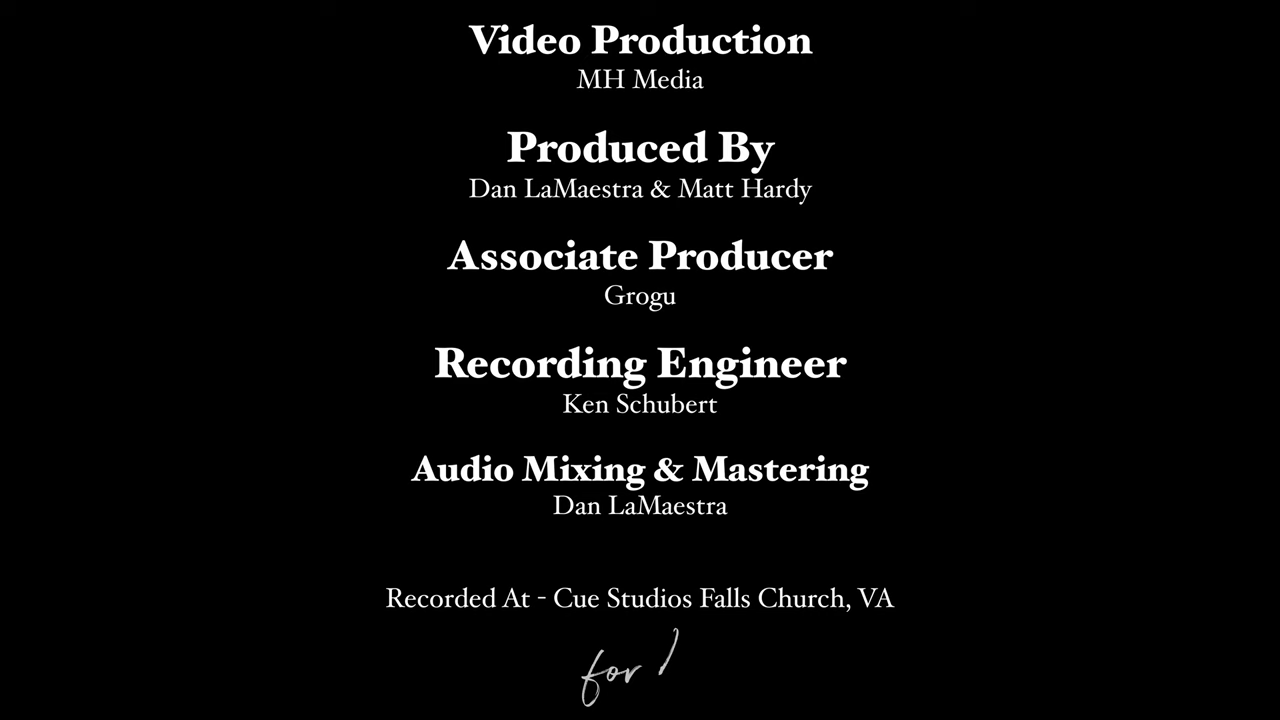 Video Production
MH Media
Produced By
Dan LaMaestra & Matt Hardy
Associate Producer
Grogu
Recording Engineer
Ken Schubert
Audio Mixing & Mastering
Dan LaMaestra
Recorded At - Cue Studios Falls Church, VA
for